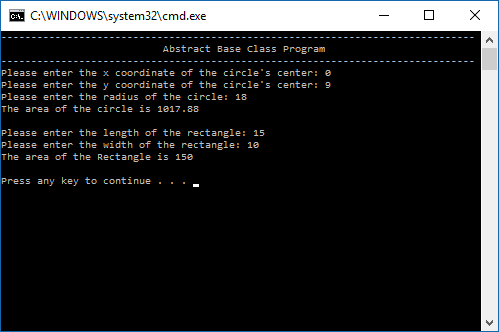 C:\WINDOWS\system32\cmd.exe
--------------------------------------------------------------------------------
Abstract Base Class Program
--------------------------------------------------------------------------------
Please enter the x coordinate of the circle's center: 0
Please enter the y coordinate of the circle's center: 9
Please enter the radius of the circle: 18
The area of the circle is 1017.88
Please enter the length of the rectangle: 15
Please enter the width of the rectangle: 10
The area of the Rectangle is 150
Press any key to continue . . .